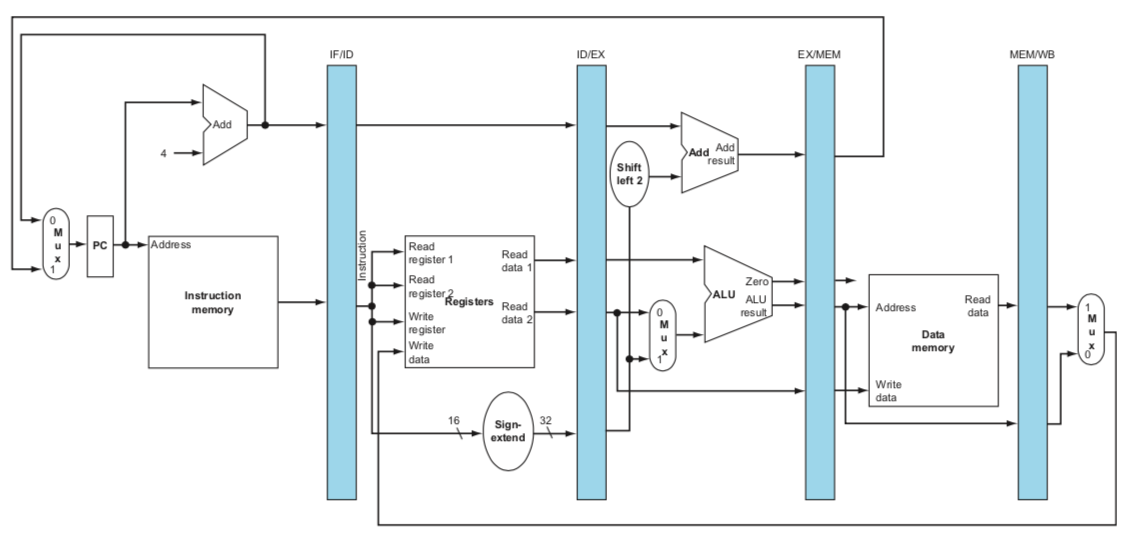 IF/ID
ID/EX
EX/MEM
MEM/WB
Add
4
Add
Add
result
Shift
left 2
0
M
u
x
1
PC
Address
Instruction
memory
Instruction
Read
register 1
Read
register 2
Registers
Write
register
Write
data
Read
data 1
Read
data 2
16
Sign-
extend
32
0
M
u
x
1
ALU
Zero
ALU
result
Address
Read
data
Data
memory
Write
data
1
M
u
x
0